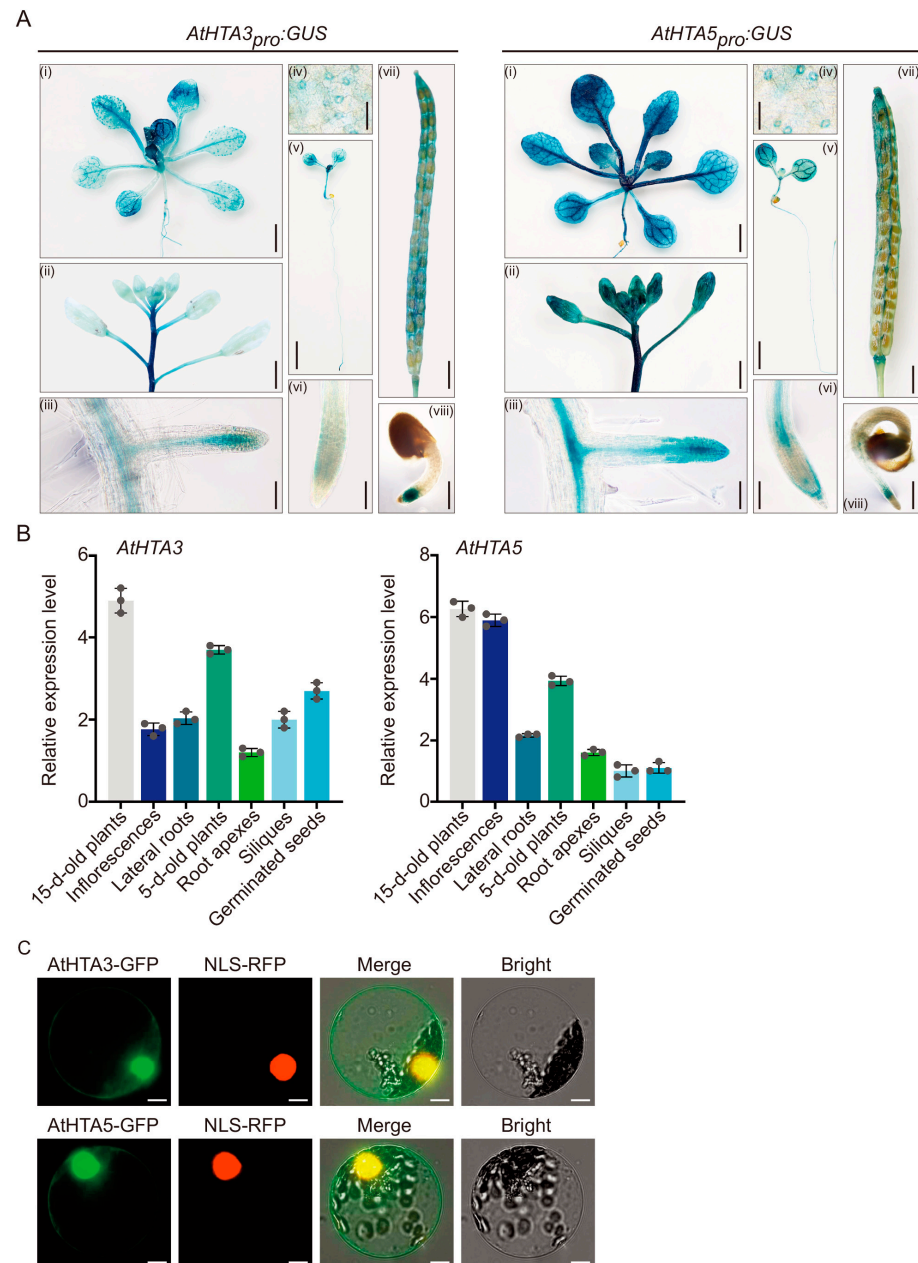 A
AtHTA3pro:GUS
AtHTA5pro:GUS
(i)
(iv)
(vii)
(v)
(ii)
(vi)
(iii)
(viii)
(i)
(iv)
(vii)
(v)
(ii)
(vi)
(iii)
(viii)
B
AtHTA3
Relative expression level
6
4
2
0
15-d-old plants
Inflorescences
Lateral roots
5-d-old plants
Root apexes
Siliques
Germinated seeds
AtHTA5
Relative expression level
8
6
4
2
0
15-d-old plants
Inflorescences
Lateral roots
5-d-old plants
Root apexes
Siliques
Germinated seeds
C
AtHTA3-GFP
NLS-RFP
Merge
Bright
AtHTA5-GFP
NLS-RFP
Merge
Bright